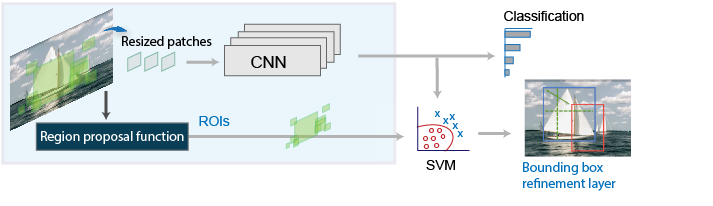 Classification
Resized patches
CNN
ROIs
Region proposal function
x x x x x x
SVM
Bounding box
refinement layer